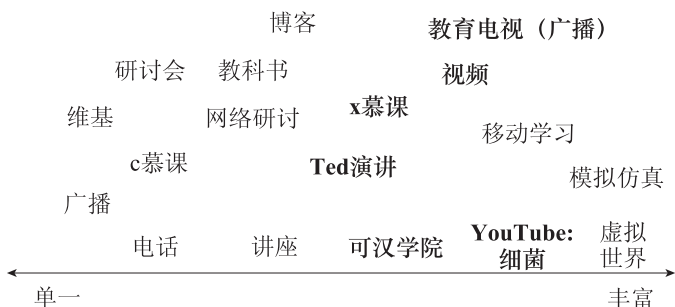 博客
教育电视（广播）
研讨会
教科书
视频
维基
网络研讨
x慕课
移动学习
c慕课
Ted演讲
模拟仿真
广播
电话
讲座
可汉学院
YouTube:
细菌
虚拟
世界
单一
丰富